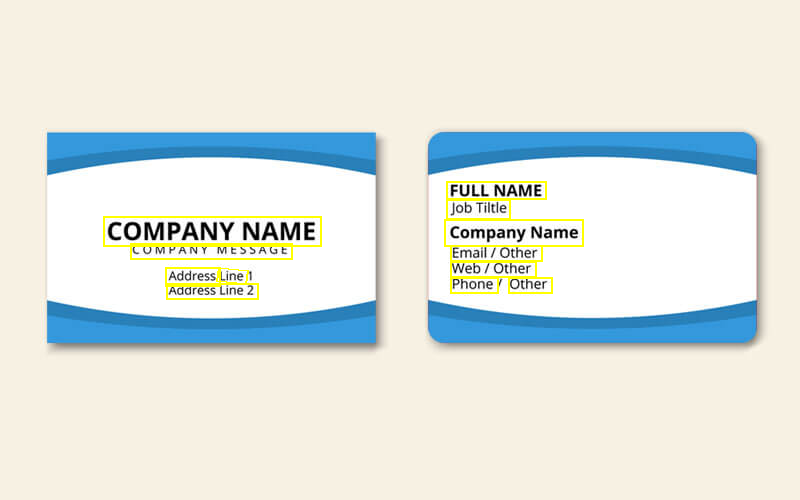 COMPANY NAME
COMPANY MESSAGE
Address Line 1
Address Line 2
FULL NAME
Job Tiltle
Company Name
Email / Other
Web / Other
Phone / Other